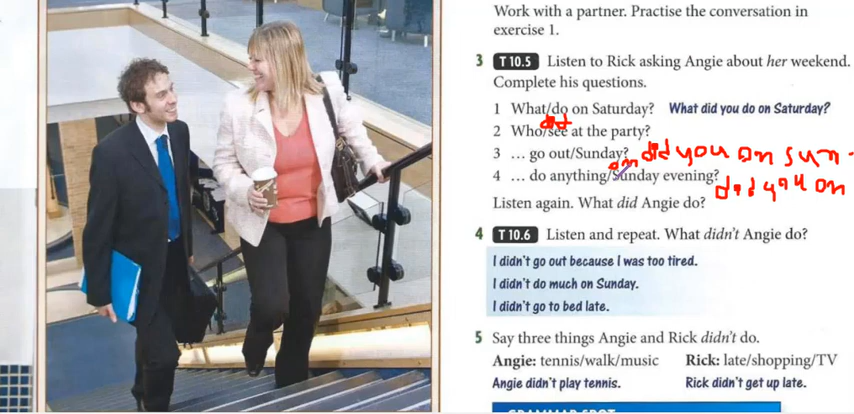 Work with a partner. Practise the conversation in
exercise 1.
3 T 10.5 Listen to Rick asking Angie about her weekend.
Complete his questions.
1 What/do on Saturday? What did you do on Saturday?
did
2 Who/see at the party?
3 … go out/Sunday? did you on sun-
on
4 … do anything/Sunday evening? did you on
Listen again. What did Angie do?
4 T 10.6 Listen and repeat. What didn't Angie do?
I didn't go out because I was too tired.
I didn't do much on Sunday.
I didn't go to bed late.
5 Say three things Angie and Rick didn't do.
Angie: tennis/walk/music Rick: late/shopping/TV
Angie didn't play tennis. Rick didn't get up late.
GRAMMAR SPOT